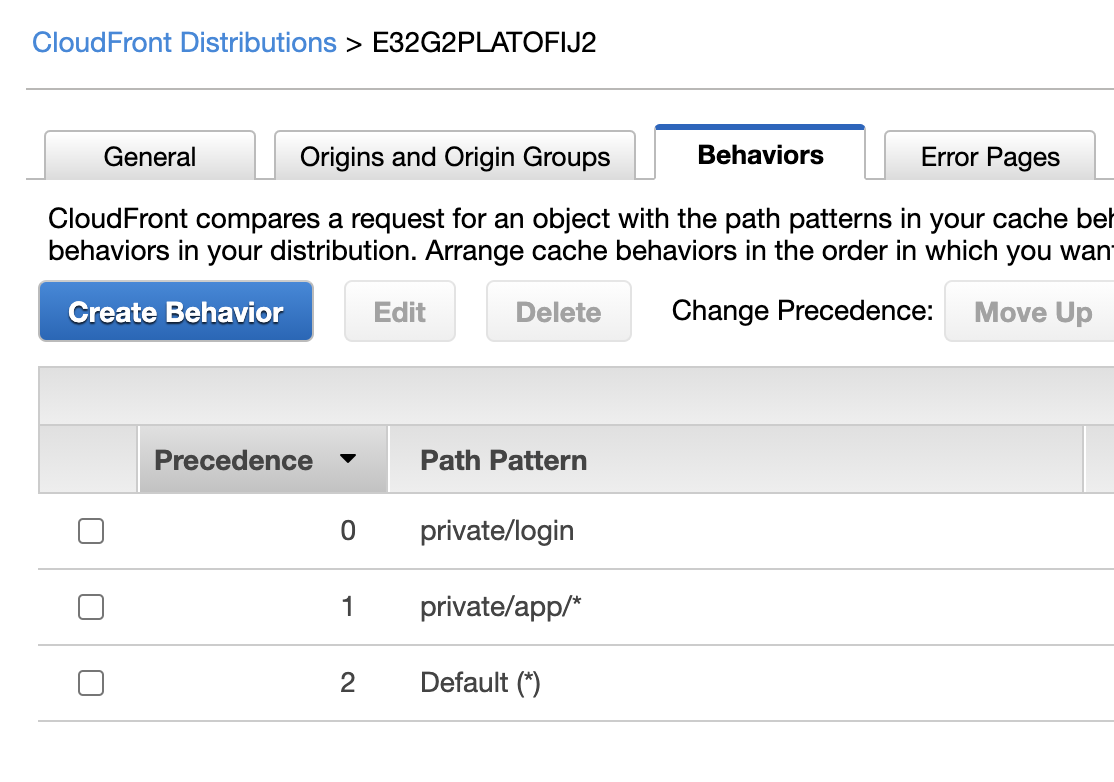 CloudFront Distributions > E32G2PLATOFIJ2
General Origins and Origin Groups Behaviors Error Pages
CloudFront compares a request for an object with the path patterns in your cache beh
behaviors in your distribution. Arrange cache behaviors in the order in which you wan
Create Behavior Edit Delete Change Precedence: Move Up
Precedence Path Pattern
0 private/login
1 private/app/*
2 Default (*)